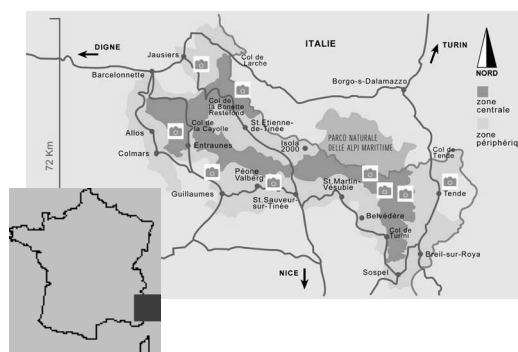 DIGNE
ITALIE
TURIN
Jausiers
Col de
Larche
Barcelonnette
Borgo-s-Dalamazzo
NORD
Col de
la Bonette
Restefond
zone
centrale
Col de
la Cayolle
St.Etienne-
de-Tinée
Allos
Isola
2000
PARCO NATURALE
DELLE ALPI MARITTIME
zone
périphériq
Entraunes
Colmars
Col de
Tende
72 Km
Péone
Valberg
St.Martin-
Vésubie
Guillaumes
St.Sauveur-
sur-Tinée
Tende
Belvédère
Col de
Turini
Breil-sur-Roya
NICE
Sospel